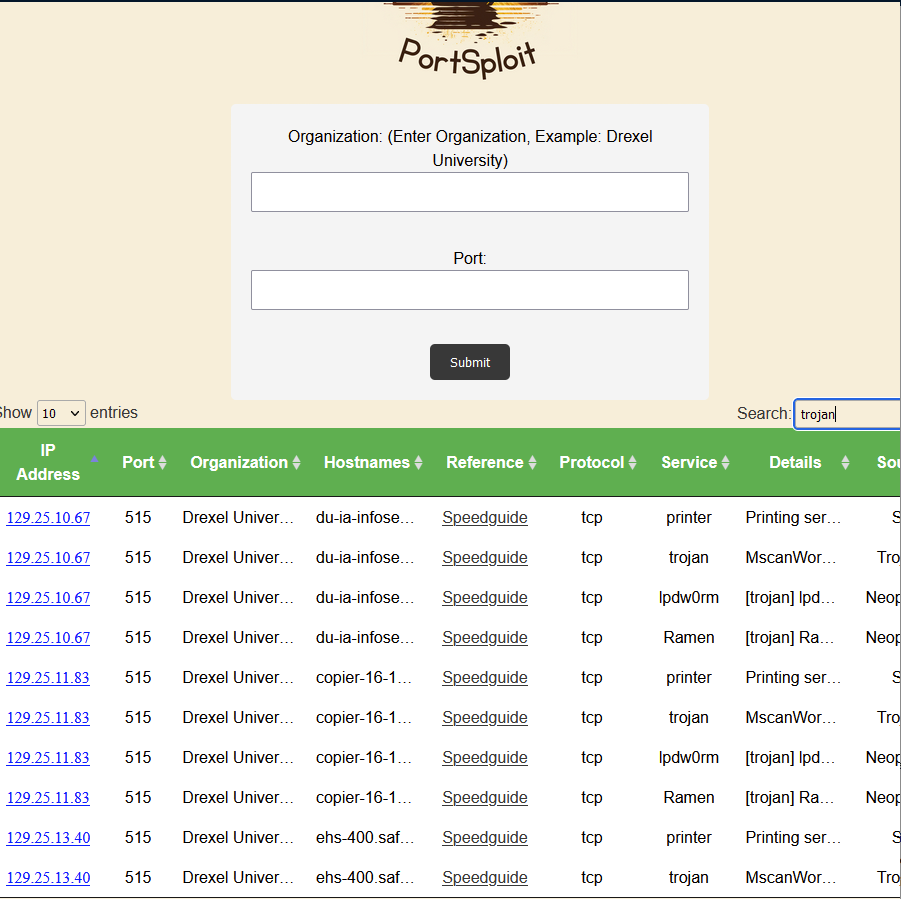 PortSploit
Organization: (Enter Organization, Example: Drexel
University)
Port:
Submit
Show 10 entries
Search: trojan
IP Address Port Organization Hostnames Reference Protocol Service Details Sou
129.25.10.67 515 Drexel Univer… du-ia-infose… Speedguide tcp printer Printing ser… S
129.25.10.67 515 Drexel Univer… du-ia-infose… Speedguide tcp trojan MscanWor… Tro
129.25.10.67 515 Drexel Univer… du-ia-infose… Speedguide tcp lpdw0rm [trojan] lpd… Neop
129.25.10.67 515 Drexel Univer… du-ia-infose… Speedguide tcp Ramen [trojan] Ra… Neop
129.25.11.83 515 Drexel Univer… copier-16-1… Speedguide tcp printer Printing ser… S
129.25.11.83 515 Drexel Univer… copier-16-1… Speedguide tcp trojan MscanWor… Tro
129.25.11.83 515 Drexel Univer… copier-16-1… Speedguide tcp lpdw0rm [trojan] lpd… Neop
129.25.11.83 515 Drexel Univer… copier-16-1… Speedguide tcp Ramen [trojan] Ra… Neop
129.25.13.40 515 Drexel Univer… ehs-400.saf… Speedguide tcp printer Printing ser… S
129.25.13.40 515 Drexel Univer… ehs-400.saf… Speedguide tcp trojan MscanWor… Tro